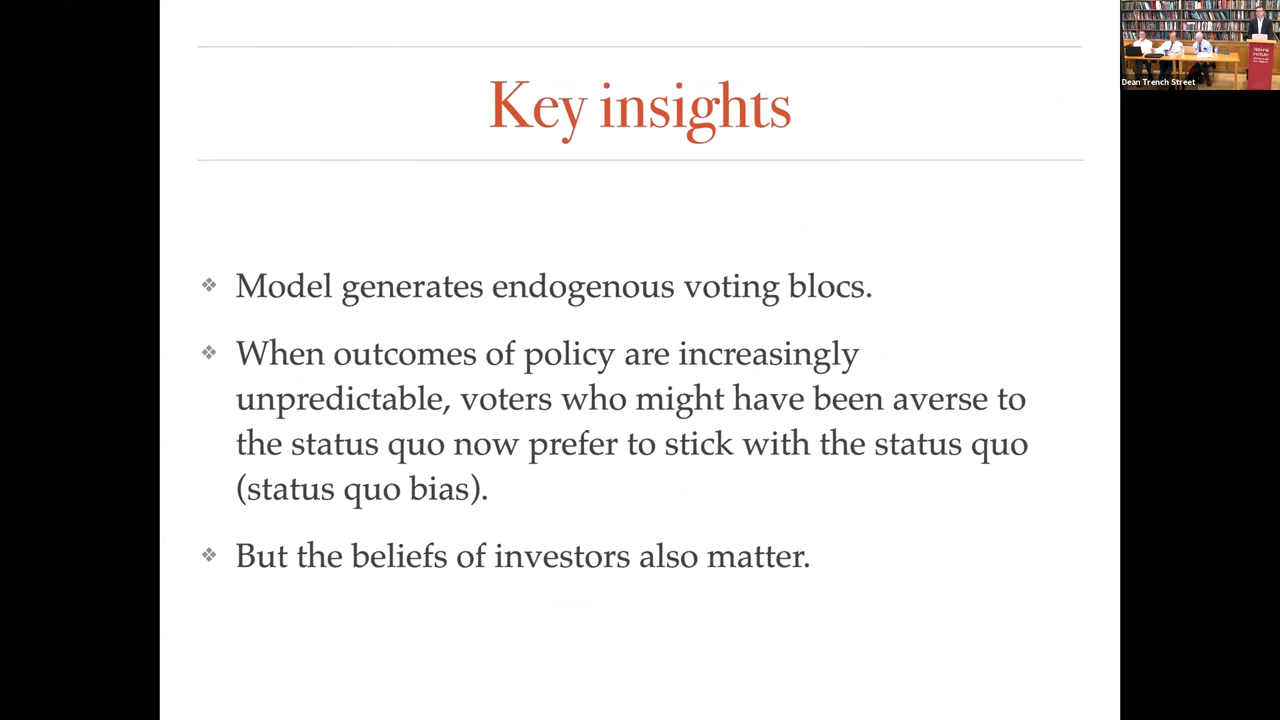 Key insights
Model generates endogenous voting blocs.
When outcomes of policy are increasingly
unpredictable, voters who might have been averse to
the status quo now prefer to stick with the status quo
(status quo bias).
But the beliefs of investors also matter.
National
Institute
Dean Trench Street